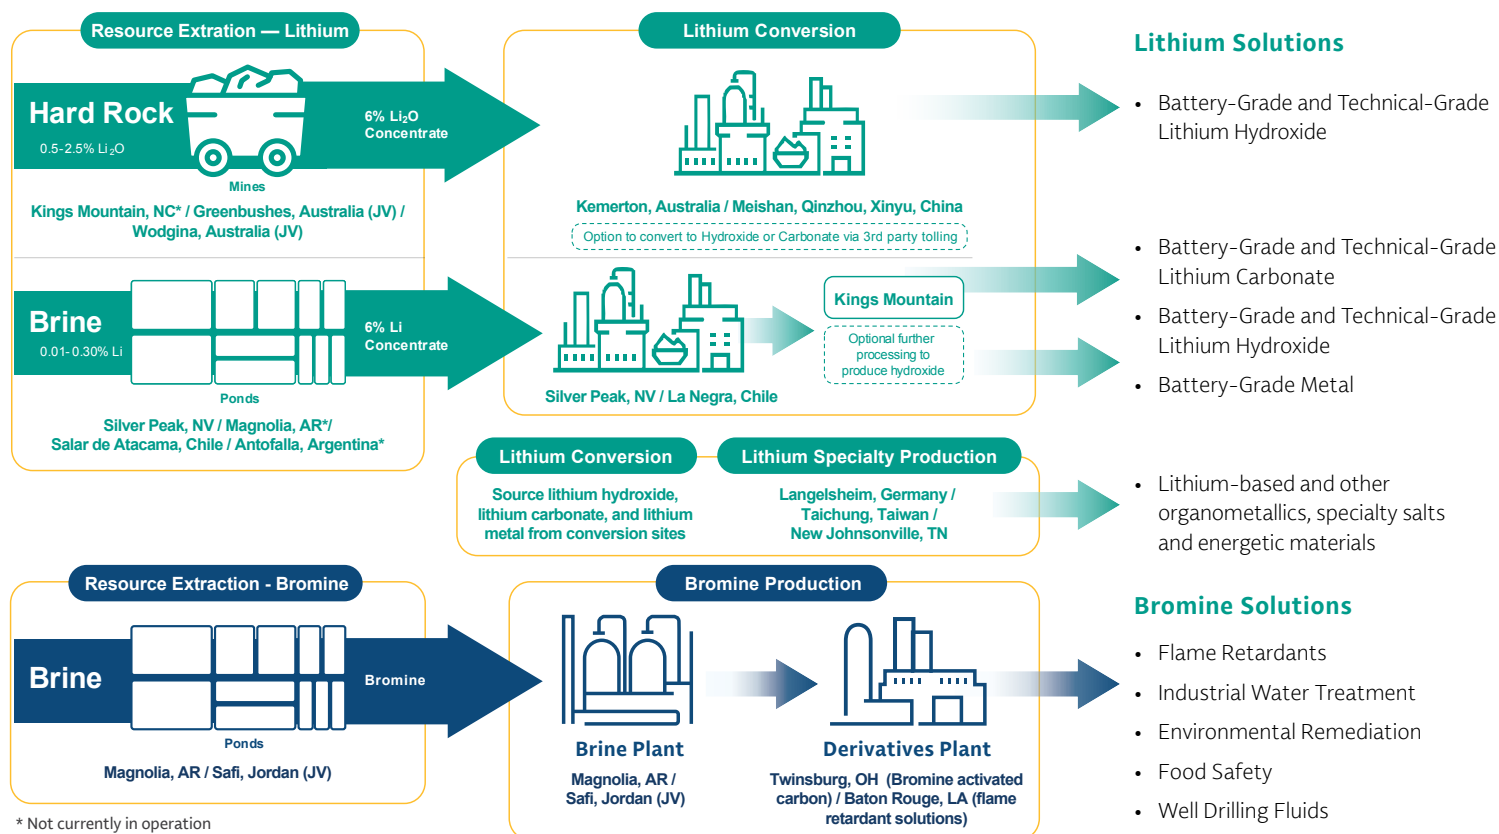 Resource Extration — Lithium
Hard Rock
0.5-2.5% Li₂O
6% Li₂O
Concentrate
Mines
Kings Mountain, NC* / Greenbushes, Australia (JV) /
Wodgina, Australia (JV)
Brine
0.01-0.30% Li
6% Li
Concentrate
Ponds
Silver Peak, NV / Magnolia, AR*/
Salar de Atacama, Chile / Antofalla, Argentina*
Lithium Conversion
Kemerton, Australia / Meishan, Qinzhou, Xinyu, China
Option to convert to Hydroxide or Carbonate via 3rd party tolling
Silver Peak, NV / La Negra, Chile
Kings Mountain
Optional further
processing to
produce hydroxide
Lithium Solutions
• Battery-Grade and Technical-Grade
Lithium Hydroxide
• Battery-Grade and Technical-Grade
Lithium Carbonate
• Battery-Grade and Technical-Grade
Lithium Hydroxide
• Battery-Grade Metal
Lithium Conversion
Source lithium hydroxide,
lithium carbonate, and lithium
metal from conversion sites
Lithium Specialty Production
Langelsheim, Germany /
Taichung, Taiwan /
New Johnsonville, TN
• Lithium-based and other
organometallics, specialty salts
and energetic materials
Resource Extraction - Bromine
Brine
Bromine
Ponds
Magnolia, AR / Safi, Jordan (JV)
Bromine Production
Brine Plant
Magnolia, AR /
Safi, Jordan (JV)
Derivatives Plant
Twinsburg, OH (Bromine activated
carbon) / Baton Rouge, LA (flame
retardant solutions)
Bromine Solutions
• Flame Retardants
• Industrial Water Treatment
• Environmental Remediation
• Food Safety
• Well Drilling Fluids
* Not currently in operation